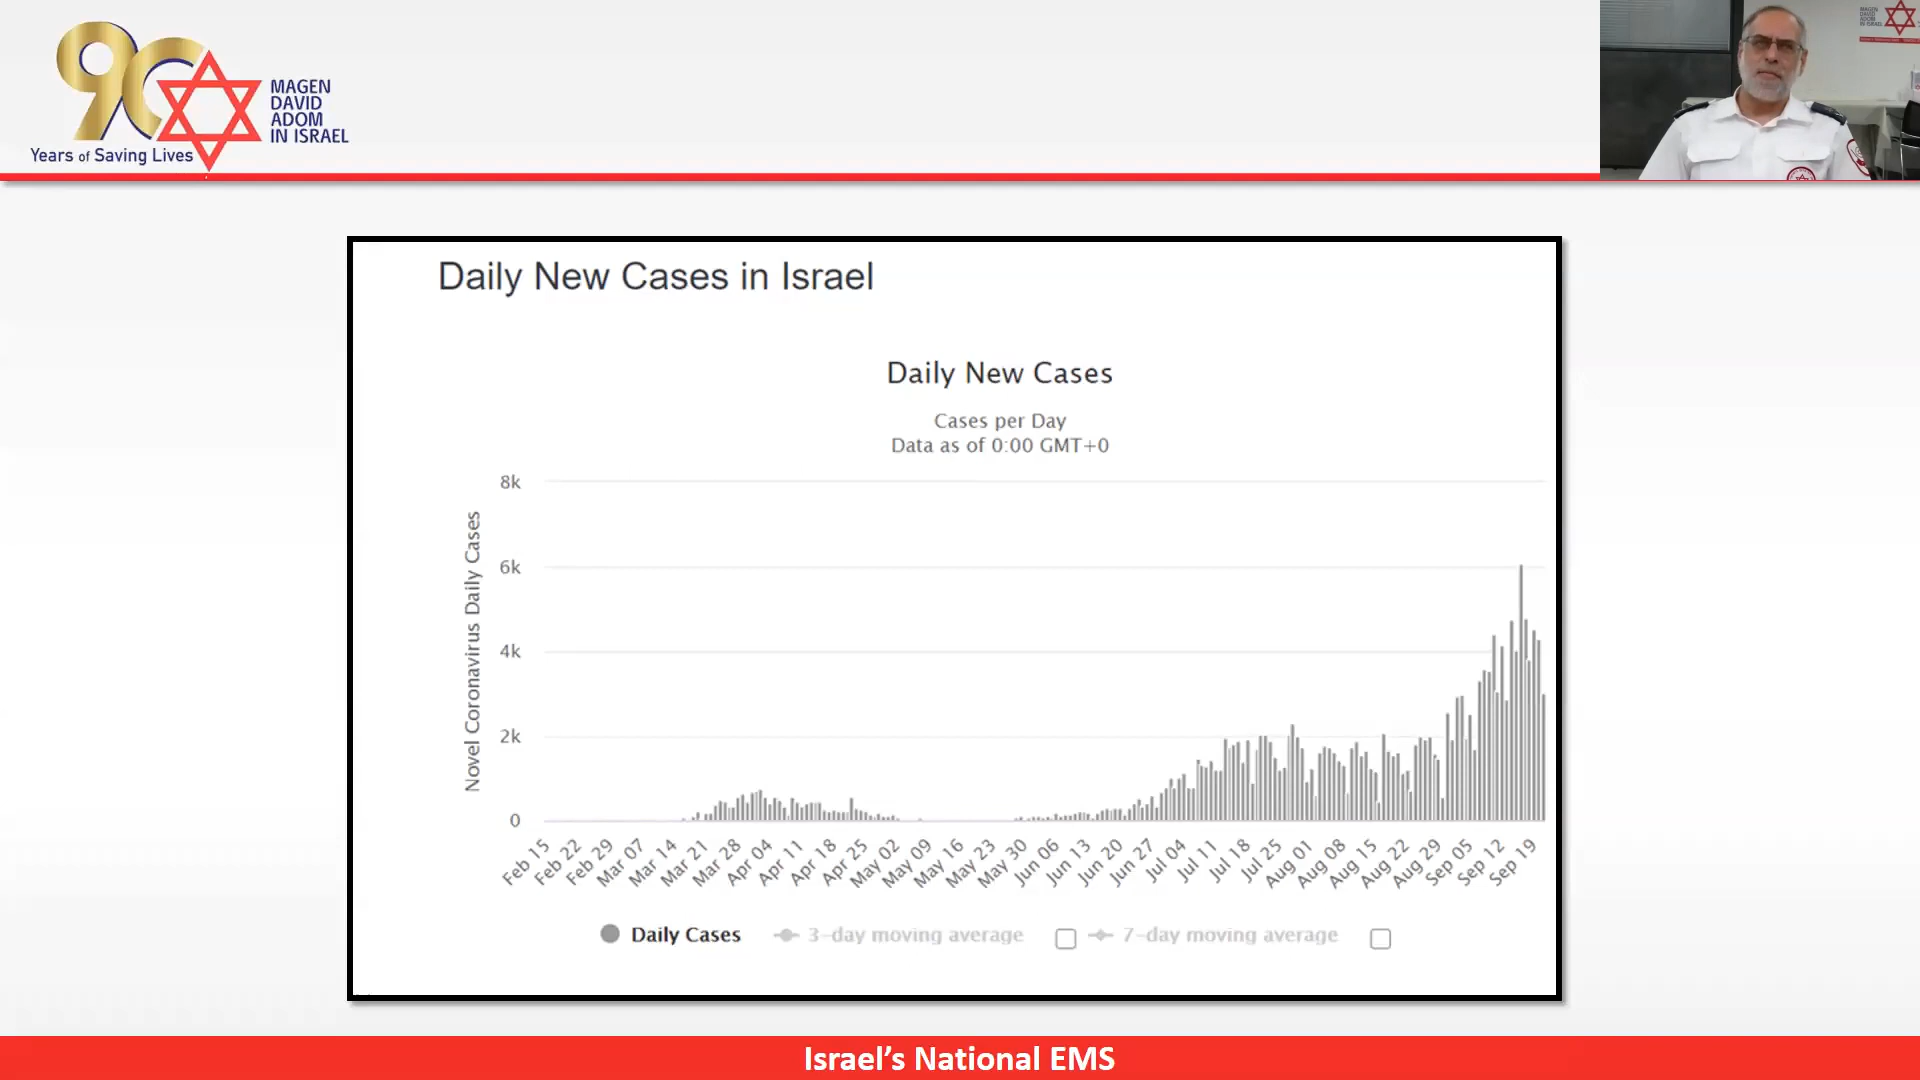 90
MAGEN
DAVID
ADOM
IN ISRAEL
Years of Saving Lives
Daily New Cases in Israel
Daily New Cases
Cases per Day
Data as of 0:00 GMT+0
Novel Coronavirus Daily Cases
8k
6k
4k
2k
0
Feb 15
Feb 22
Feb 29
Mar 07
Mar 14
Mar 21
Mar 28
Apr 04
Apr 11
Apr 18
Apr 25
May 02
May 09
May 16
May 23
May 30
Jun 06
Jun 13
Jun 20
Jun 27
Jul 04
Jul 11
Jul 18
Jul 25
Aug 01
Aug 08
Aug 15
Aug 22
Aug 29
Sep 05
Sep 12
Sep 19
Daily Cases
3-day moving average
7-day moving average
Israel’s National EMS
MAGEN
DAVID
ADOM
IN ISRAEL